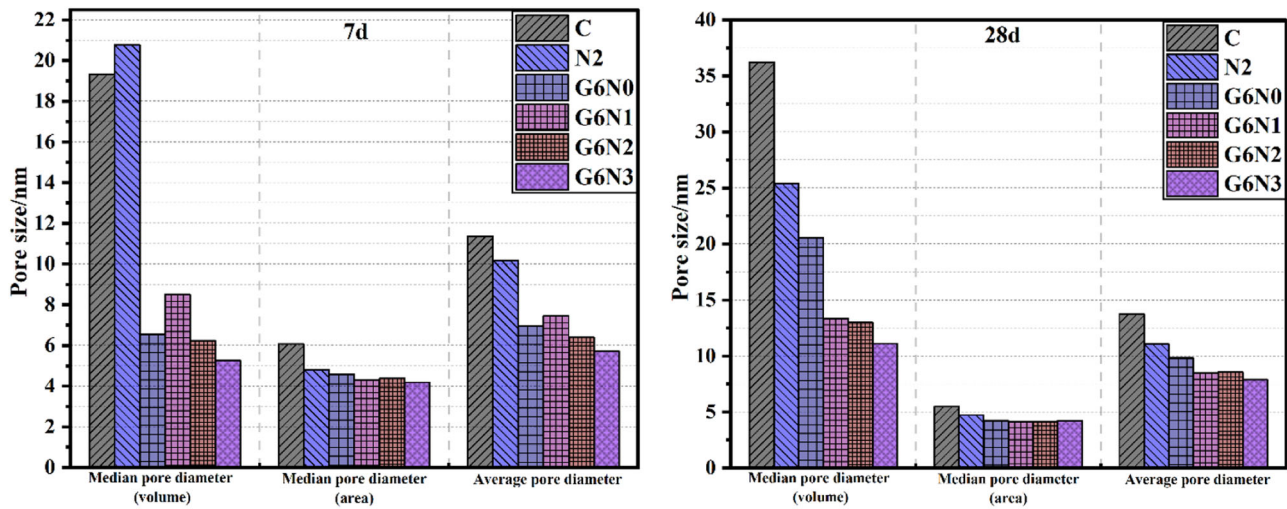 7d
C
N2
G6N0
G6N1
G6N2
G6N3
22
20
18
16
14
12
10
8
6
4
2
0
Pore size/nm
Median pore diameter
(volume)
Median pore diameter
(area)
Average pore diameter
28d
C
N2
G6N0
G6N1
G6N2
G6N3
40
35
30
25
20
15
10
5
0
Pore size/nm
Median pore diameter
(volume)
Median pore diameter
(area)
Average pore diameter